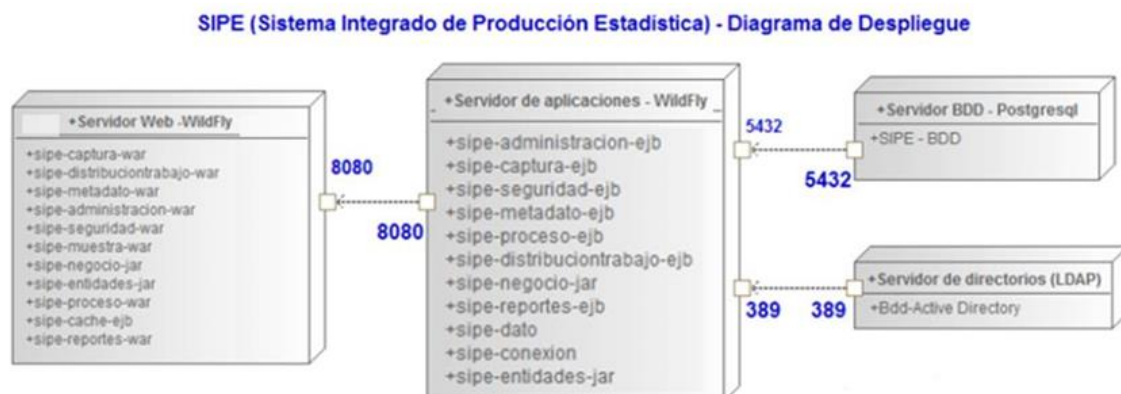 SIPE (Sistema Integrado de Producción Estadística) - Diagrama de Despliegue
+Servidor Web -WildFly
+sipe-captura-war
+sipe-distribuciontrabajo-war
+sipe-metadato-war
+sipe-administracion-war
+sipe-seguridad-war
+sipe-muestra-war
+sipe-negocio-jar
+sipe-entidades-jar
+sipe-proceso-war
+sipe-cache-ejb
+sipe-reportes-war
8080
8080
+Servidor de aplicaciones - WildFly
+sipe-administración-ejb
+sipe-captura-ejb
+sipe-seguridad-ejb
+sipe-metadato-ejb
+sipe-proceso-ejb
+sipe-distribuciontrabajo-ejb
+sipe-negocio-jar
+sipe-reportes-ejb
+sipe-dato
+sipe-conexion
+sipe-entidades-jar
5432
5432
+Servidor BDD - Postgresql
+SIPE - BDD
389
389
+Servidor de directorios (LDAP)
+Bdd-Active Directory